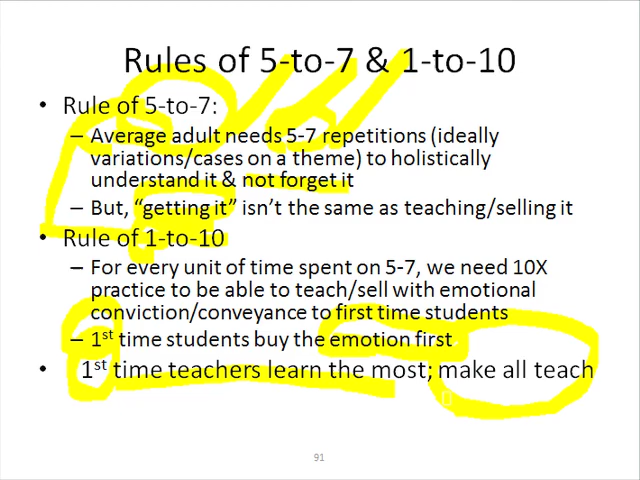 Rules of 5-to-7 & 1-to-10
• Rule of 5-to-7:
– Average adult needs 5-7 repetitions (ideally
variations/cases on a theme) to holistically
understand it & not forget it
– But, “getting it” isn’t the same as teaching/selling it
• Rule of 1-to-10
– For every unit of time spent on 5-7, we need 10X
practice to be able to teach/sell with emotional
conviction/conveyance to first time students
– 1st time students buy the emotion first
• 1st time teachers learn the most; make all teach
91